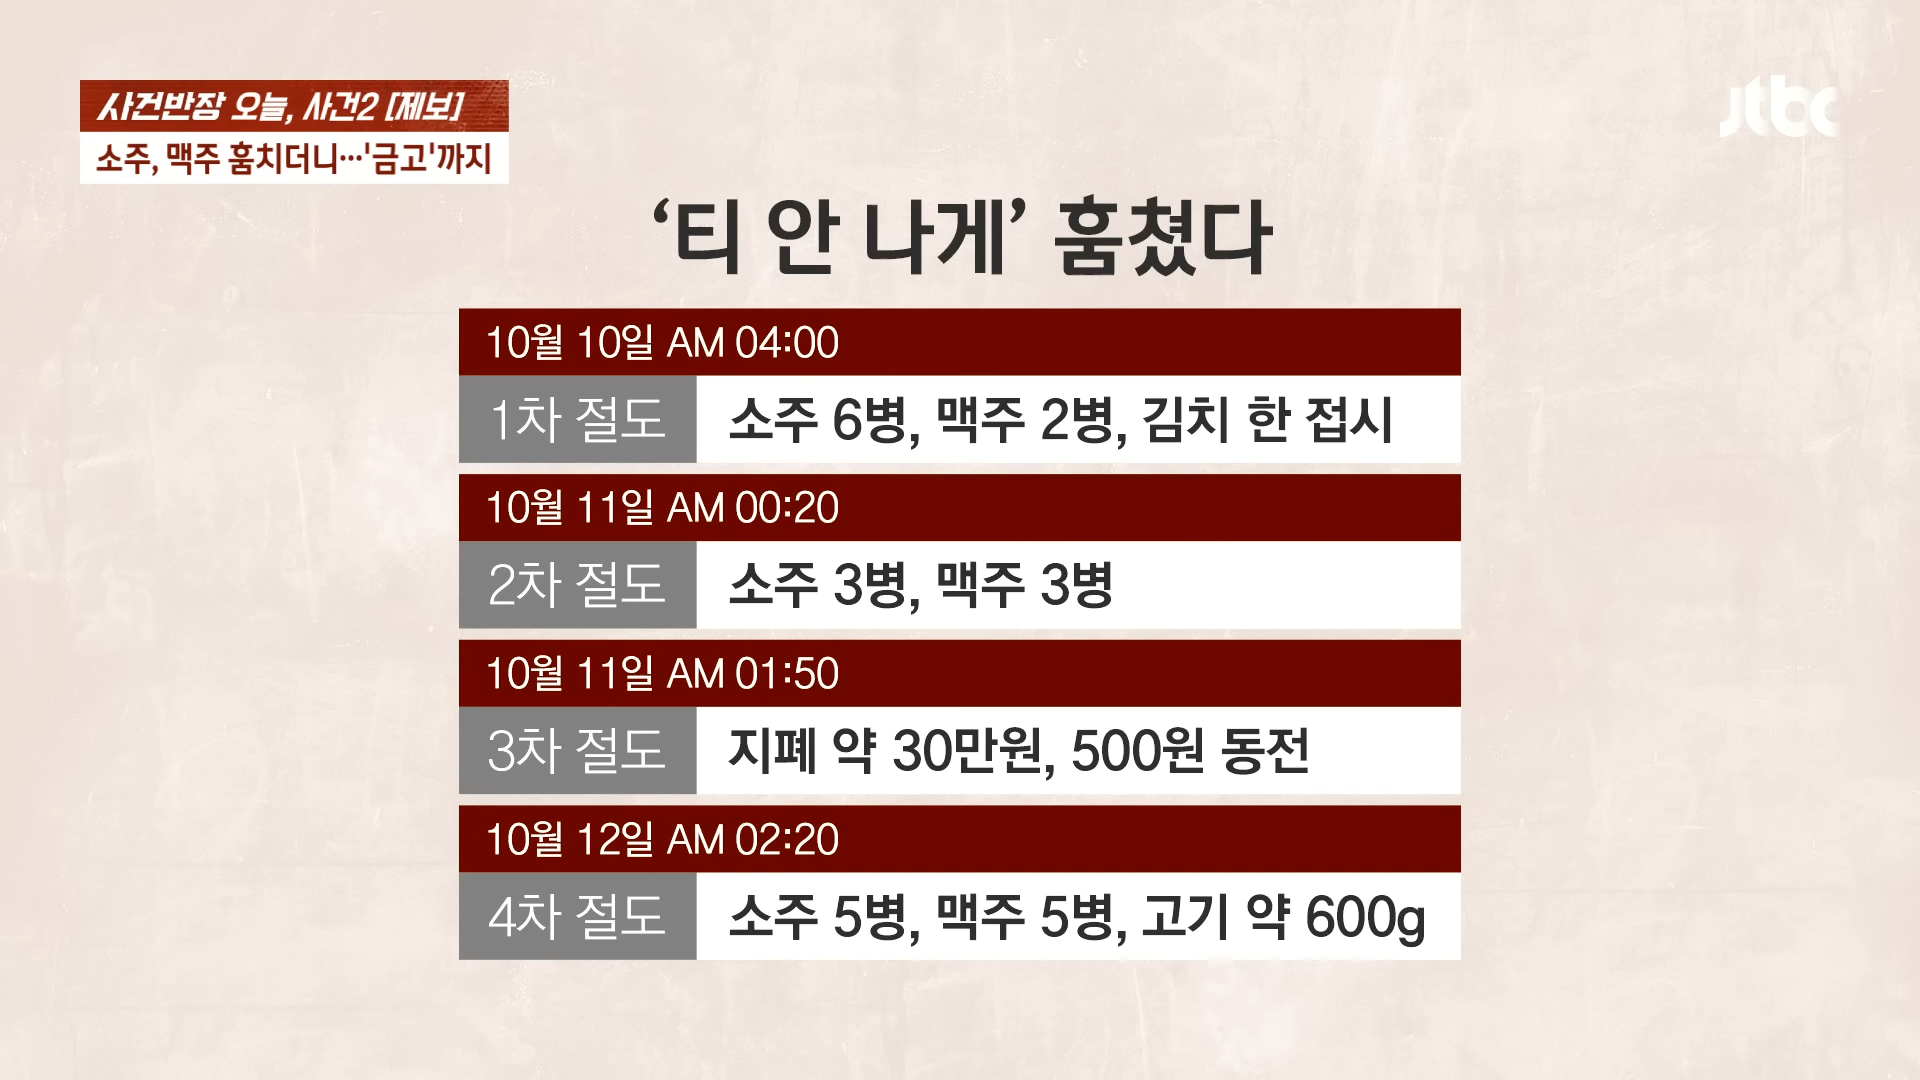 사건반장 오늘, 사건2 [제보]
소주, 맥주 훔치더니…'금고'까지
jtbc
‘티 안 나게’ 훔쳤다
10월 10일 AM 04:00
1차 절도 소주 6병, 맥주 2병, 김치 한 접시
10월 11일 AM 00:20
2차 절도 소주 3병, 맥주 3병
10월 11일 AM 01:50
3차 절도 지폐 약 30만원, 500원 동전
10월 12일 AM 02:20
4차 절도 소주 5병, 맥주 5병, 고기 약 600g